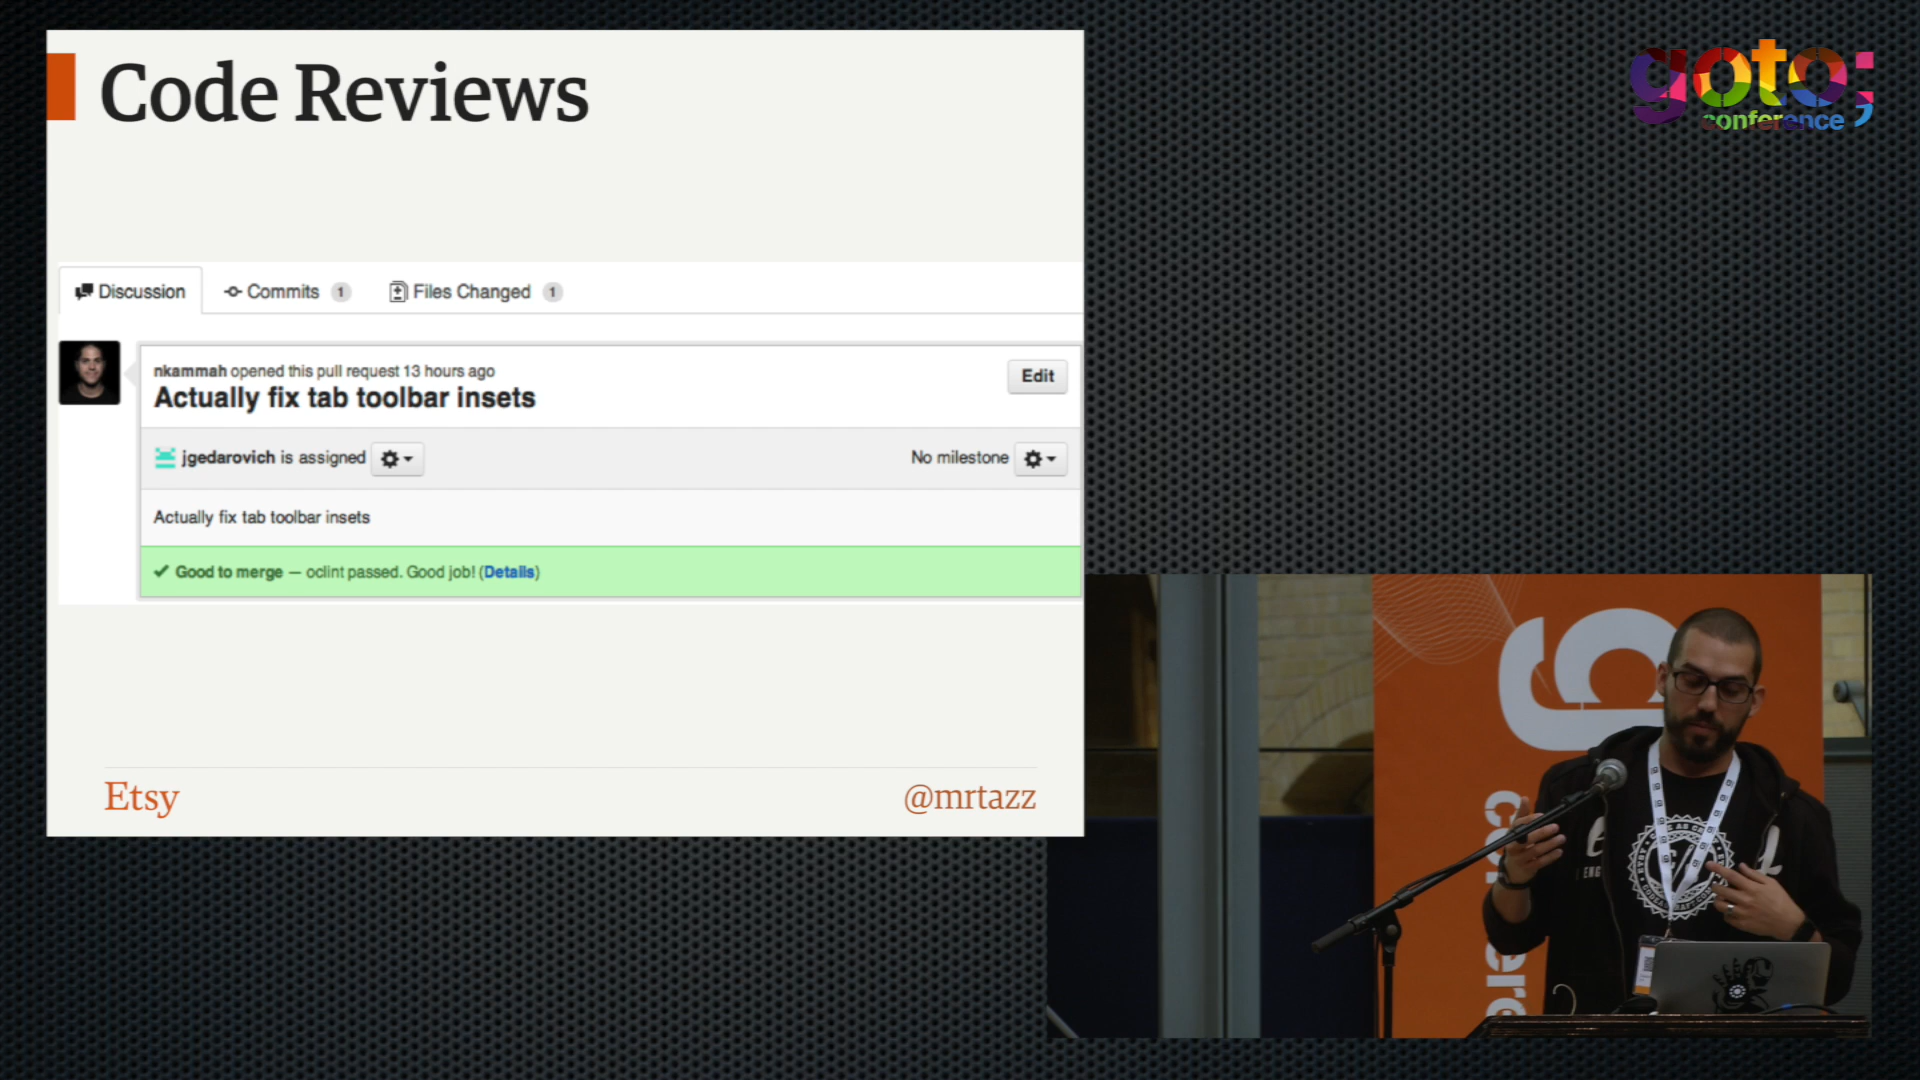 Code Reviews
goto;
conference
Discussion
Commits 1
Files Changed 1
nkammah opened this pull request 13 hours ago
Actually fix tab toolbar insets
Edit
jgedarovich is assigned
No milestone
Actually fix tab toolbar insets
✓ Good to merge — oclint passed. Good job! (Details)
Etsy
@mrtazz